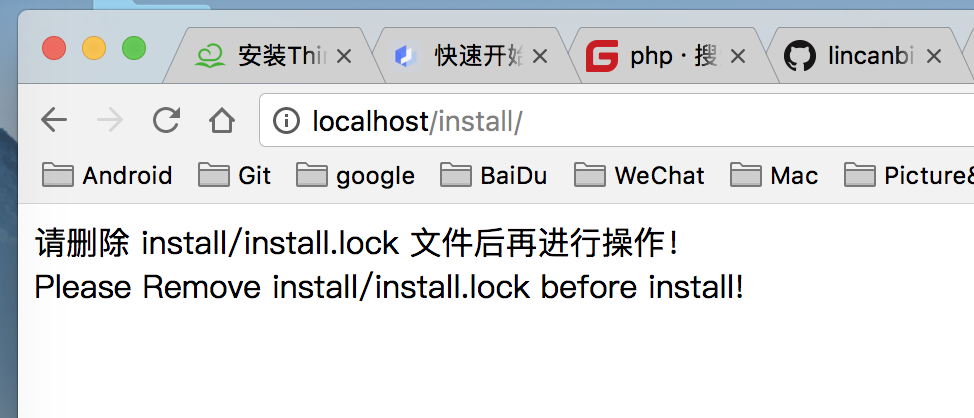 安装Thin
快速开始
php · 搜
lincanbi
localhost/install/
Android
Git
google
BaiDu
WeChat
Mac
Picture&
请删除 install/install.lock 文件后再进行操作！
Please Remove install/install.lock before install!